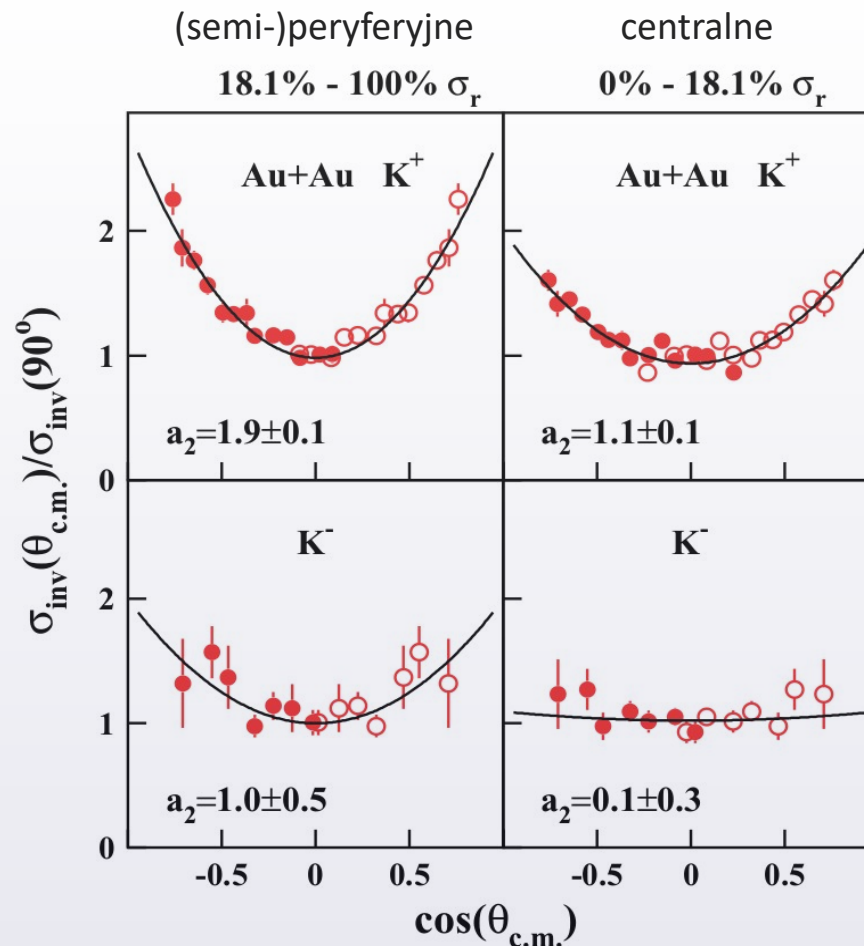 (semi-)peryferyjne centralne
18.1% - 100% σr 0% - 18.1% σr
Au+Au K+ Au+Au K+
2
1
a2=1.9±0.1 a2=1.1±0.1
0
K- K-
2
1
a2=1.0±0.5 a2=0.1±0.3
0
-0.5 0 0.5 -0.5 0 0.5
cos(θc.m.)
σinv(θc.m.)/σinv(90o)